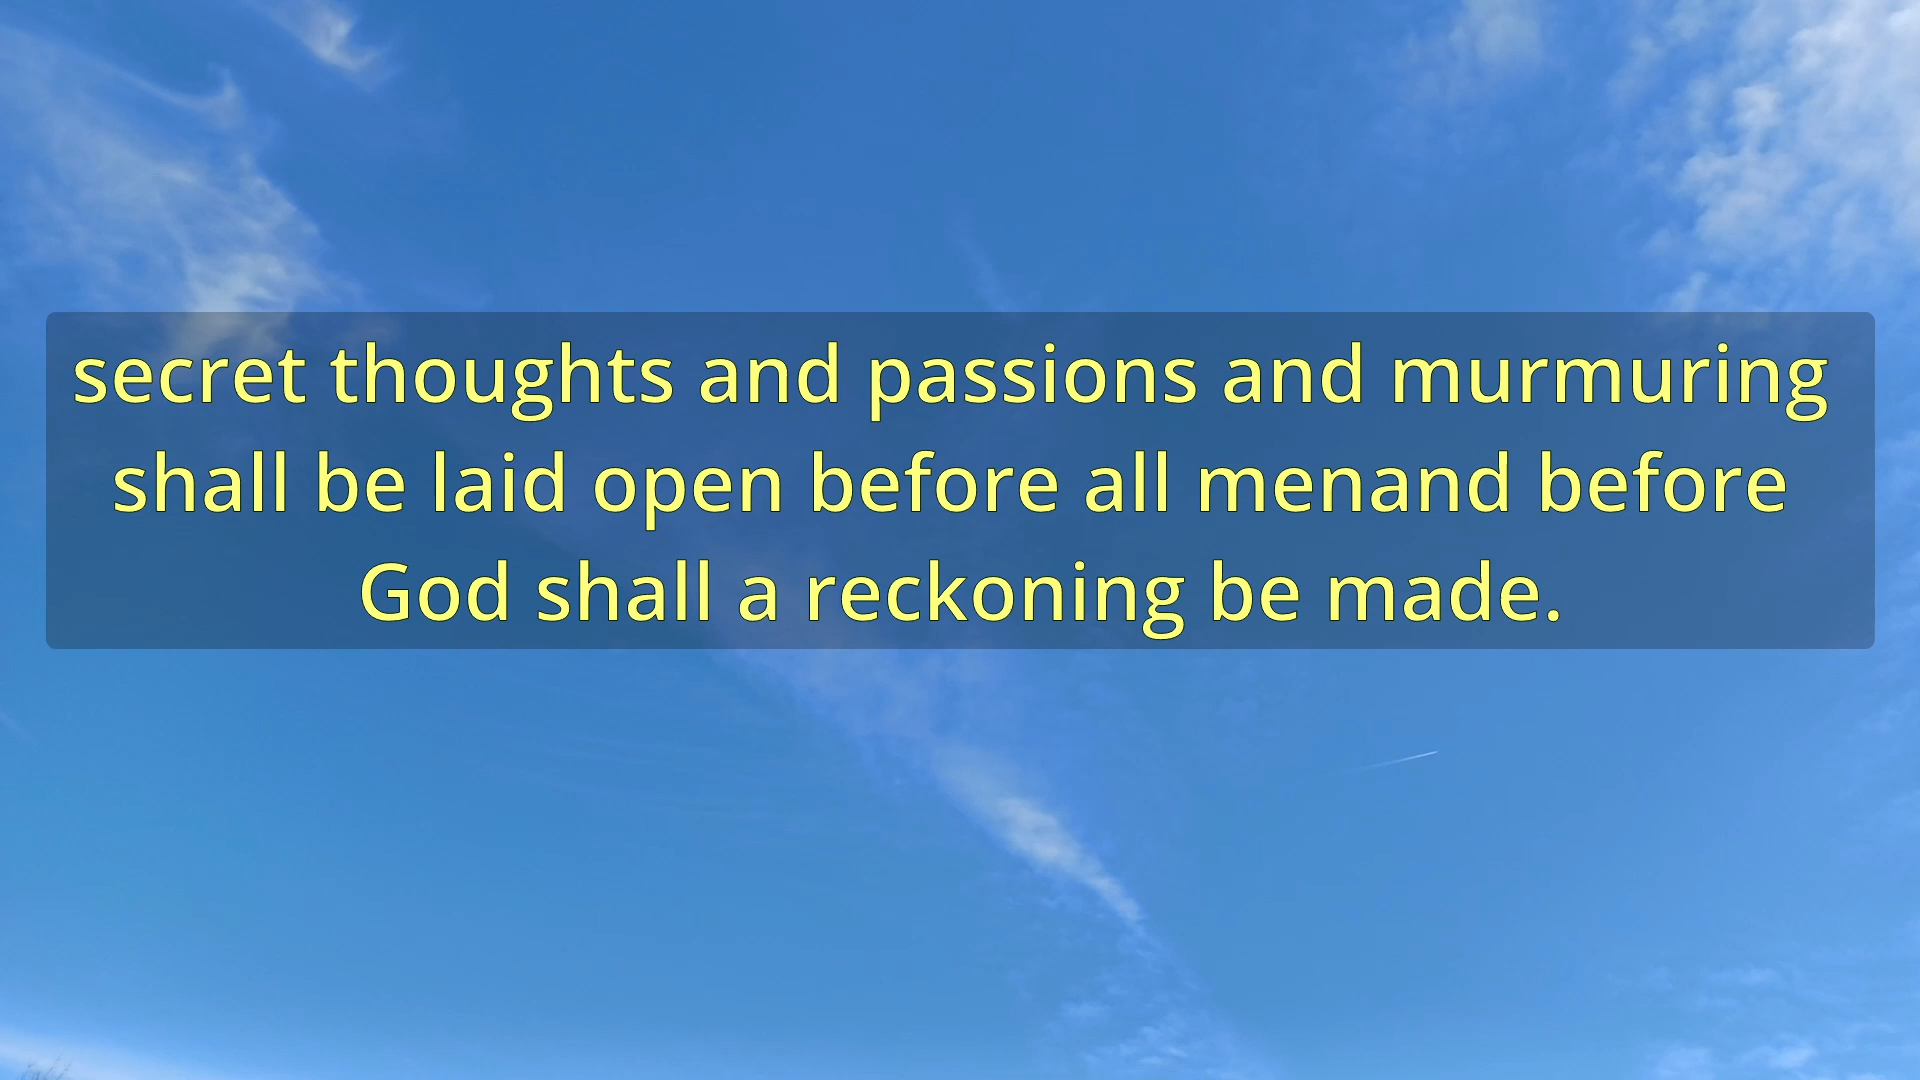 secret thoughts and passions and murmuring
shall be laid open before all menand before
God shall a reckoning be made.